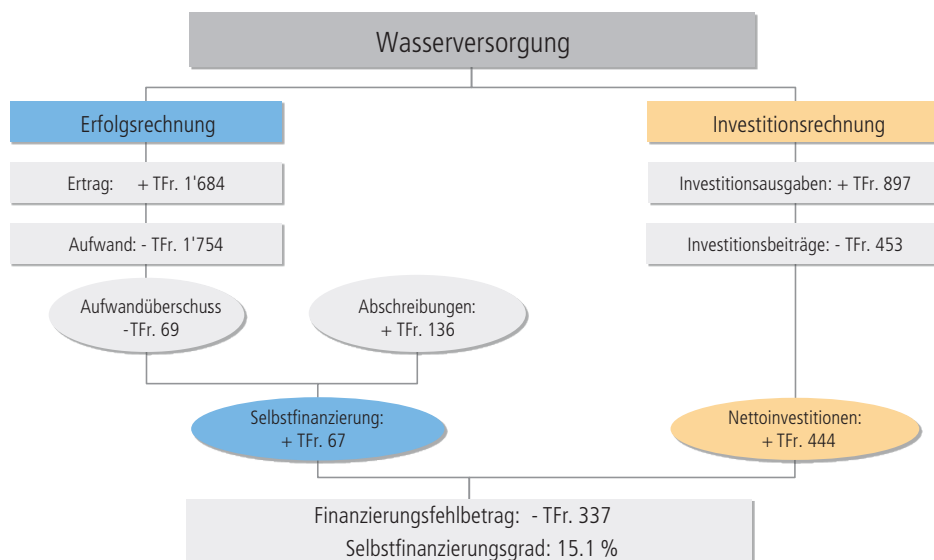 Wasserversorgung
Erfolgsrechnung
Ertrag: + TFr. 1'684
Aufwand: - TFr. 1'754
Aufwandüberschuss
-TFr. 69
Abschreibungen:
+ TFr. 136
Selbstfinanzierung:
+ TFr. 67
Investitionsrechnung
Investitionsausgaben: + TFr. 897
Investitionsbeiträge: - TFr. 453
Nettoinvestitionen:
+ TFr. 444
Finanzierungsfehlbetrag: - TFr. 337
Selbstfinanzierungsgrad: 15.1 %